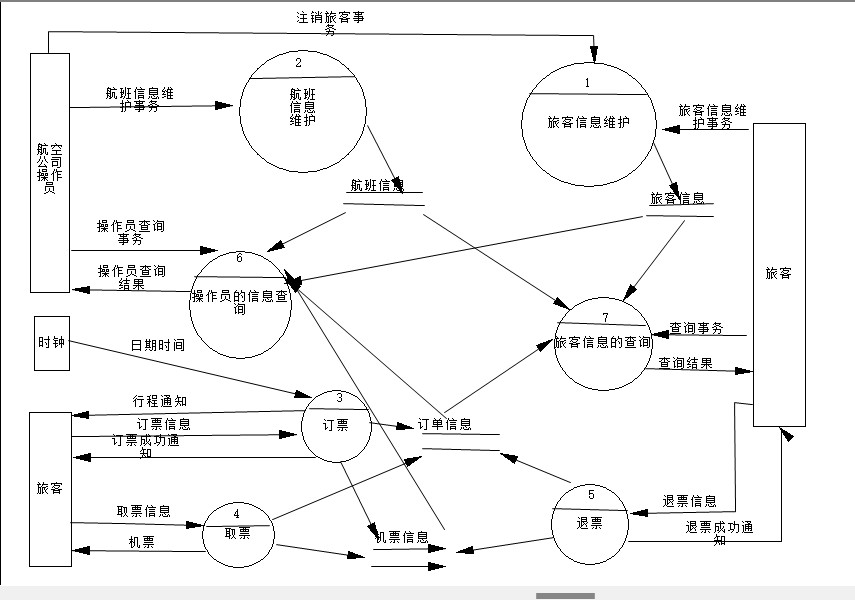 注销旅客事
务
2
航班
信息
维护
1
旅客信息维护
航班信息维
护事务
旅客信息维
护事务
航空
公司
操作
员
航班信息
旅客信息
操作员查询
事务
操作员查询
结果
6
操作员的信息查
询
旅客
7
旅客信息的查询
查询事务
查询结果
时钟
日期时间
行程通知
订票信息
订票成功通
知
3
订票
订单信息
旅客
取票信息
机票
4
取票
机票信息
5
退票
退票信息
退票成功通
知